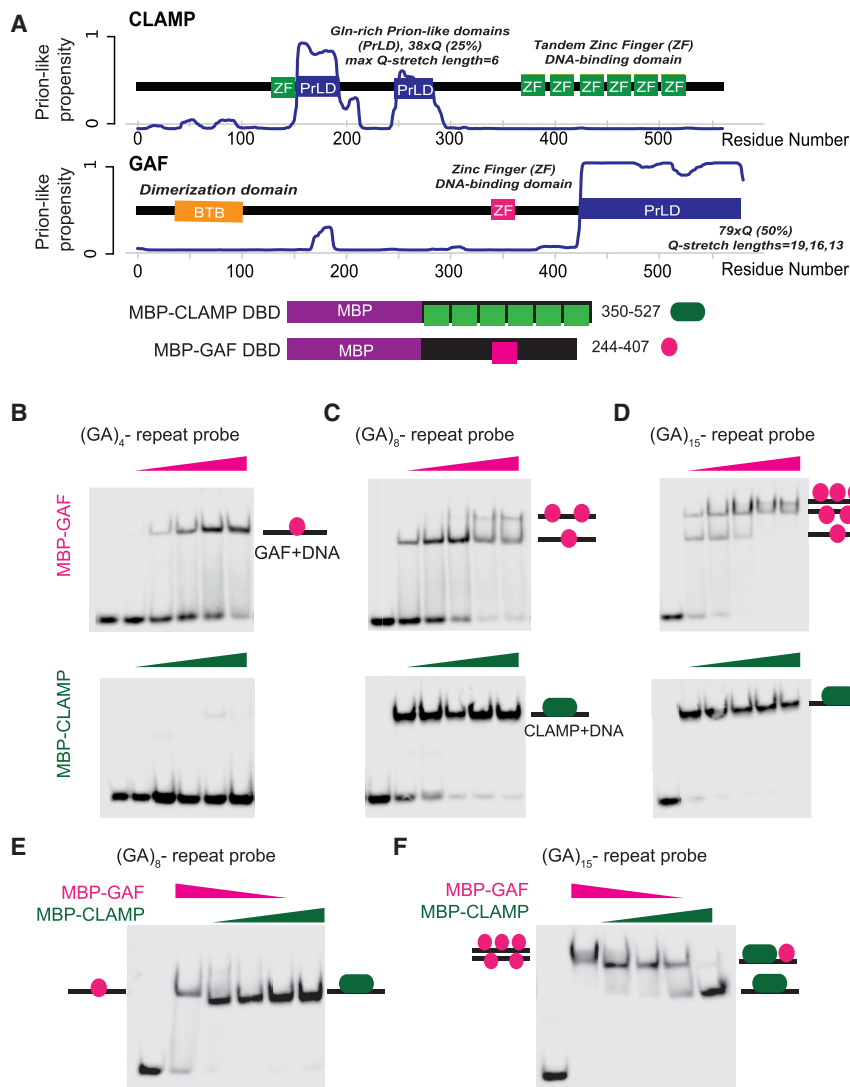 A
CLAMP
Prion-like
propensity
1
0
Gln-rich Prion-like domains
(PrLD), 38xQ (25%)
max Q-stretch length=6
Tandem Zinc Finger (ZF)
DNA-binding domain
ZF PrLD PrLD ZF ZF ZF ZF ZF ZF
0 100 200 300 400 500 Residue Number
GAF
Prion-like
propensity
1
0
Dimerization domain
Zinc Finger (ZF)
DNA-binding domain
BTB ZF PrLD
79xQ (50%)
Q-stretch lengths=19,16,13
0 100 200 300 400 500 Residue Number
MBP-CLAMP DBD MBP 350-527
MBP-GAF DBD MBP 244-407
B
(GA)4- repeat probe
C
(GA)8- repeat probe
D
(GA)15- repeat probe
MBP-GAF
GAF+DNA
MBP-CLAMP
CLAMP+DNA
E
(GA)8- repeat probe
MBP-GAF
MBP-CLAMP
F
(GA)15- repeat probe
MBP-GAF
MBP-CLAMP